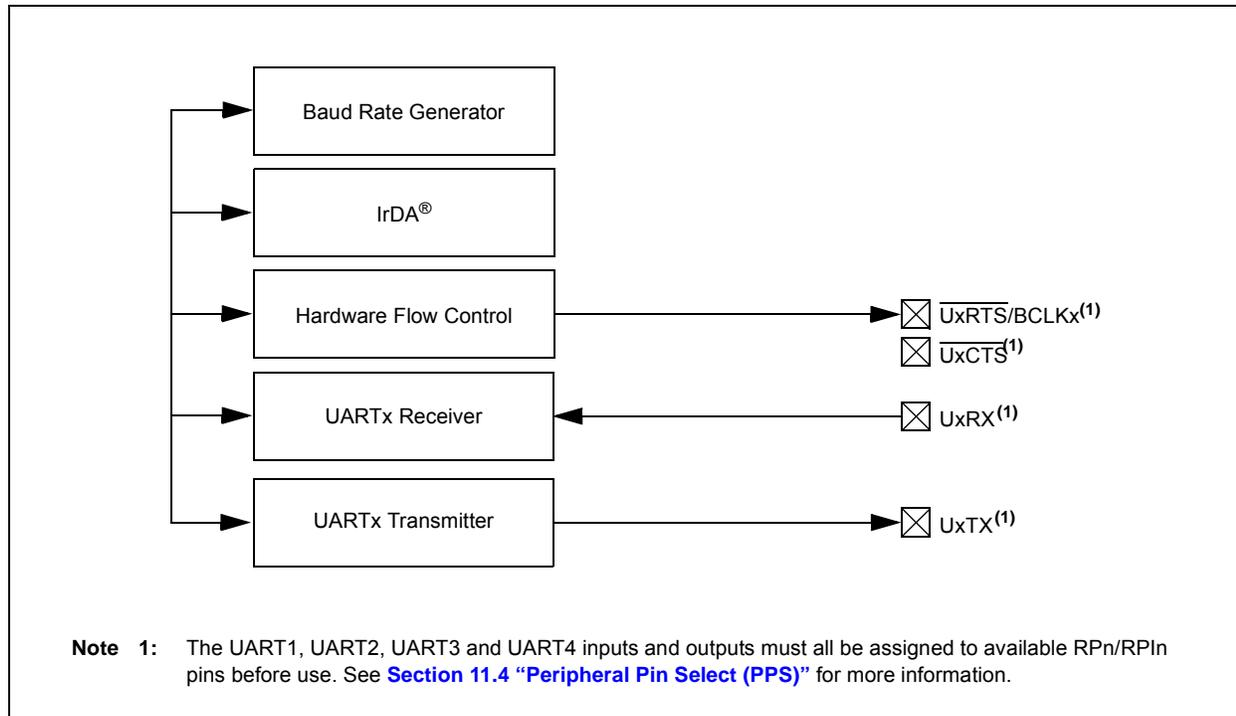 Baud Rate Generator
IrDA®
Hardware Flow Control
UxRTS/BCLKx(1)
UxCTS(1)
UARTx Receiver
UxRX(1)
UARTx Transmitter
UxTX(1)
Note 1: The UART1, UART2, UART3 and UART4 inputs and outputs must all be assigned to available RPn/RPIn
pins before use. See Section 11.4 “Peripheral Pin Select (PPS)” for more information.